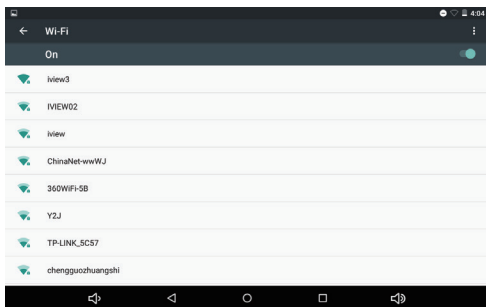 4:04
Wi-Fi
On
iview3
IVIEW02
iview
ChinaNet-wwWJ
360WiFi-5B
Y2J
TP-LINK_5C57
chengguozhuangshi